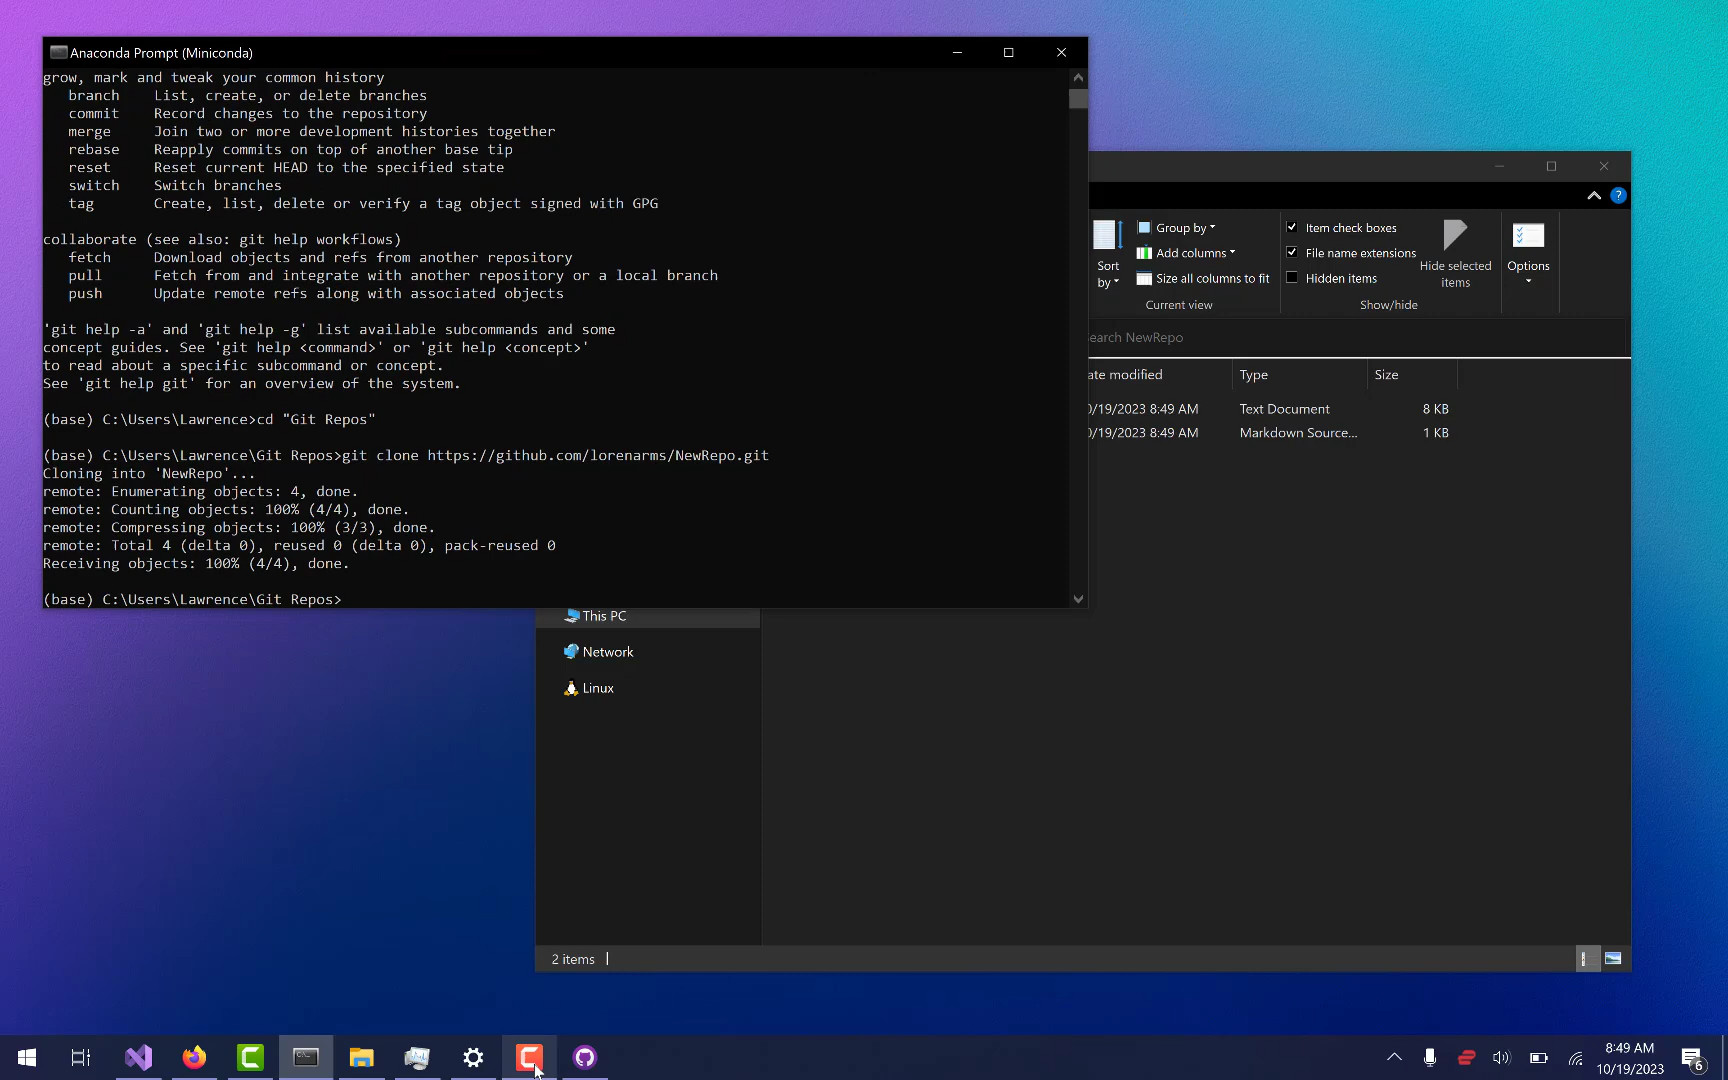 Anaconda Prompt (Miniconda)
grow, mark and tweak your common history
branch List, create, or delete branches
commit Record changes to the repository
merge Join two or more development histories together
rebase Reapply commits on top of another base tip
reset Reset current HEAD to the specified state
switch Switch branches
tag Create, list, delete or verify a tag object signed with GPG
collaborate (see also: git help workflows)
fetch Download objects and refs from another repository
pull Fetch from and integrate with another repository or a local branch
push Update remote refs along with associated objects
'git help -a' and 'git help -g' list available subcommands and some
concept guides. See 'git help <command>' or 'git help <concept>'
to read about a specific subcommand or concept.
See 'git help git' for an overview of the system.
(base) C:\Users\Lawrence>cd "Git Repos"
(base) C:\Users\Lawrence\Git Repos>git clone https://github.com/lorenarms/NewRepo.git
Cloning into 'NewRepo'...
remote: Enumerating objects: 4, done.
remote: Counting objects: 100% (4/4), done.
remote: Compressing objects: 100% (3/3), done.
remote: Total 4 (delta 0), reused 0 (delta 0), pack-reused 0
Receiving objects: 100% (4/4), done.
(base) C:\Users\Lawrence\Git Repos>
Sort by
Group by
Add columns
Size all columns to fit
Current view
Item check boxes
File name extensions
Hidden items
Hide selected items
Show/hide
Options
earch NewRepo
ate modified Type Size
/19/2023 8:49 AM Text Document 8 KB
/19/2023 8:49 AM Markdown Source... 1 KB
This PC
Network
Linux
2 items
8:49 AM
10/19/2023
6